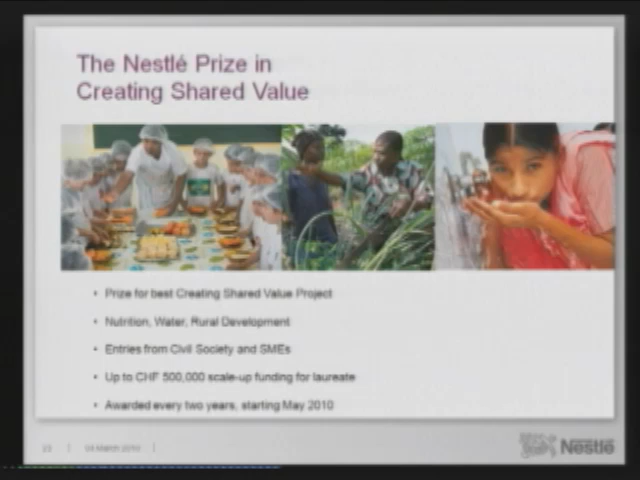 The Nestlé Prize in
Creating Shared Value
• Prize for best Creating Shared Value Project
• Nutrition, Water, Rural Development
• Entries from Civil Society and SMEs
• Up to CHF 500,000 scale-up funding for laureate
• Awarded every two years, starting May 2010
Nestlé